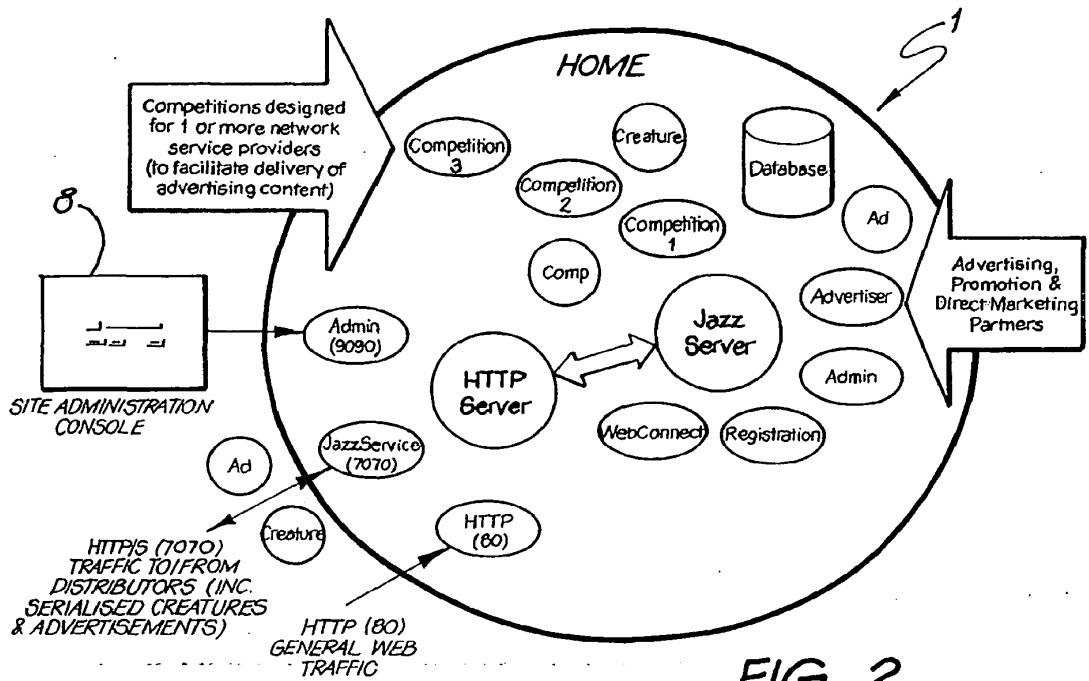 1
HOME
Competitions designed
for 1 or more network
service providers
(to facilitate delivery of
advertising content)
Competition
3
Creature
Database
Competition
2
Competition
1
Ad
8
Comp
Advertising,
Promotion &
Direct Marketing
Partners
Advertiser
Jazz
Server
Admin
(9090)
HTTP
Server
Admin
SITE ADMINISTRATION
CONSOLE
WebConnect
Registration
JazzService
(7070)
Ad
Creature
HTTP
(80)
HTTP/S (7070)
TRAFFIC TO/FROM
DISTRIBUTORS (INC.
SERIALISED CREATURES
& ADVERTISEMENTS)
HTTP (80)
GENERAL WEB
TRAFFIC
FIG. 2